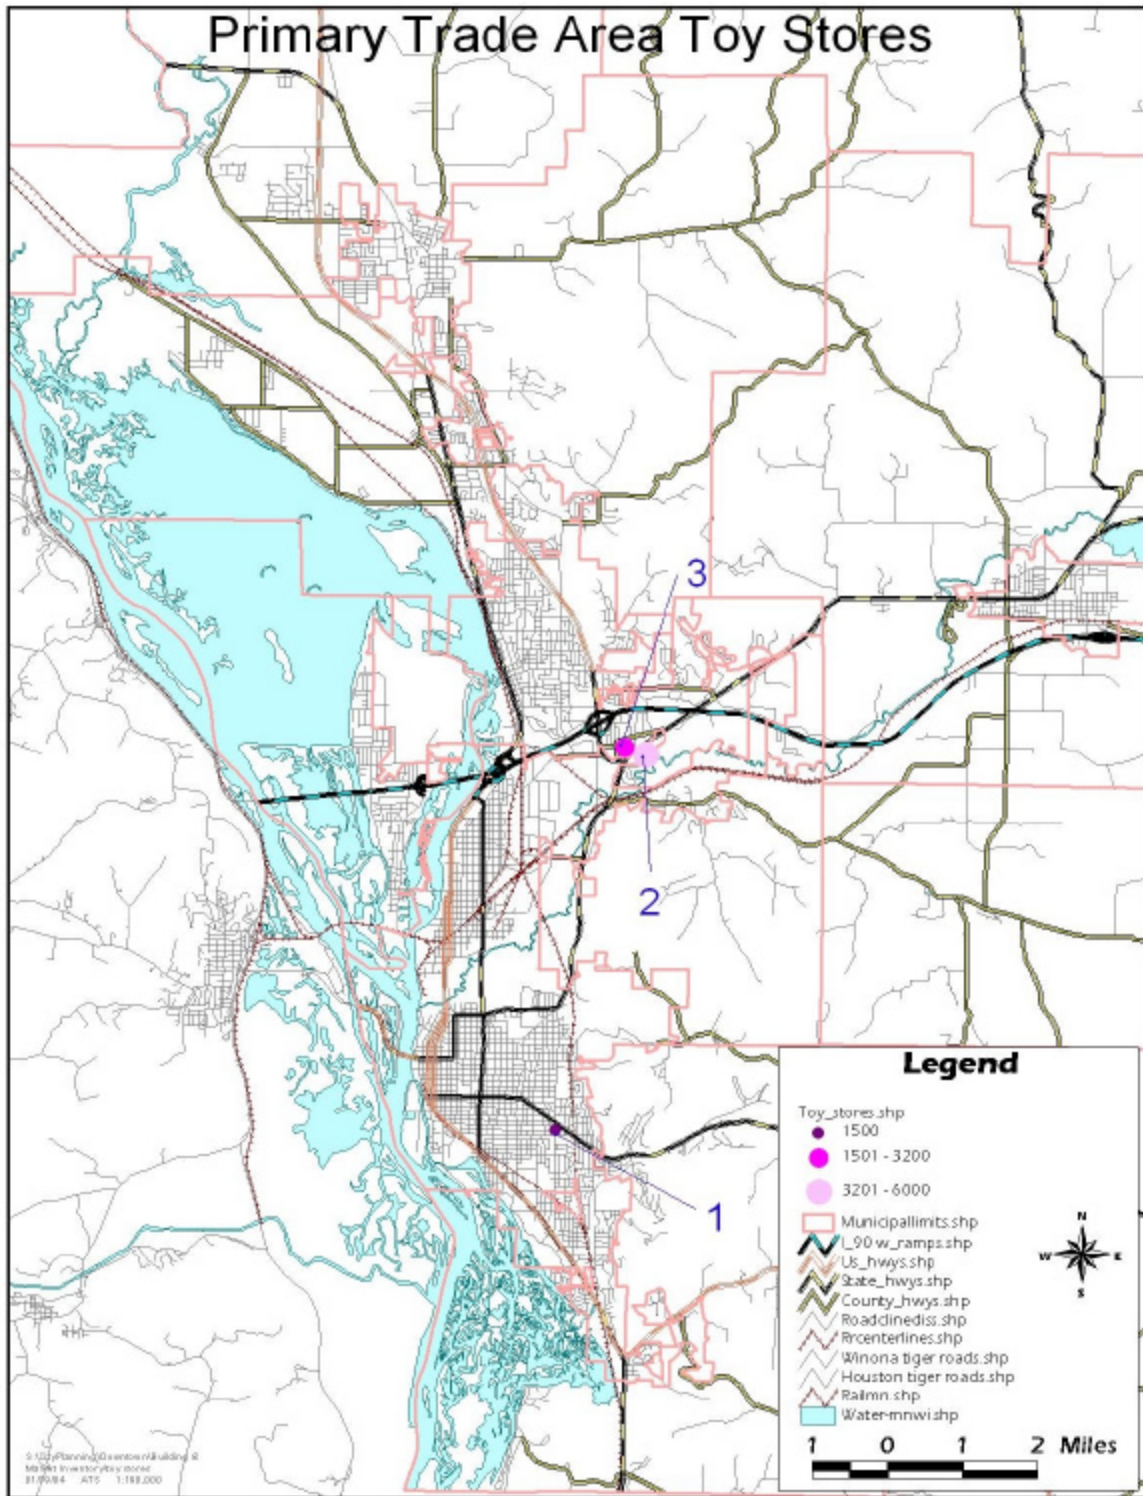 Primary Trade Area Toy Stores
3
2
1
Legend
Toy_stores.shp
1500
1501 - 3200
3201 - 6000
Municipallimits.shp
I_90 w_ramps.shp
Us_hwys.shp
State_hwys.shp
County_hwys.shp
Roadclinediss.shp
Rrcenterlines.shp
Winona tiger roads.shp
Houston tiger roads.shp
Railmn.shp
Water-mnwi.shp
N
W E
S
1 0 1 2 Miles